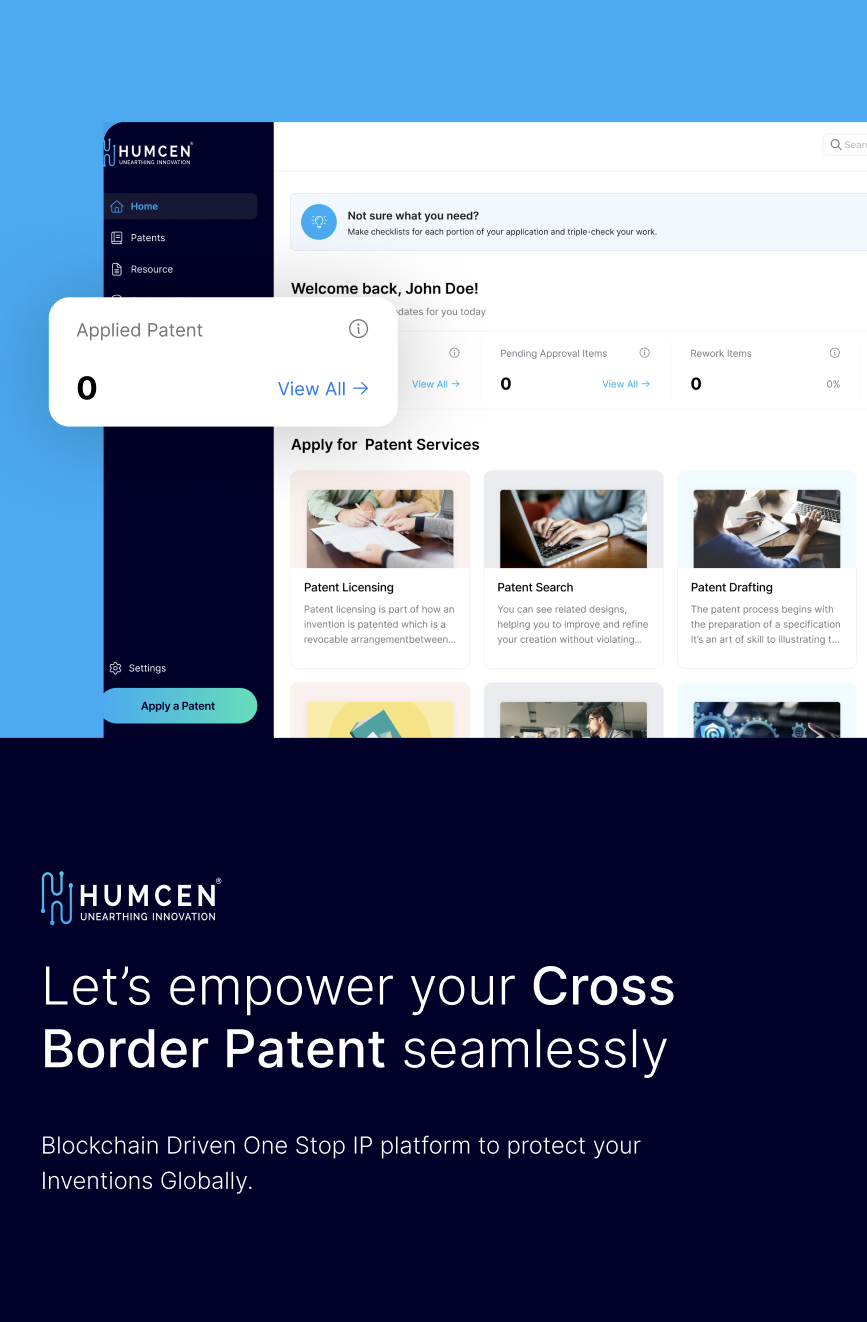 HUMCEN
UNEARTHING INNOVATION
Home
Patents
Resource
Settings
Apply a Patent
Applied Patent
0
View All →
Not sure what you need?
Make checklists for each portion of your application and triple-check your work.
Welcome back, John Doe!
dates for you today
View All →
Pending Approval Items
0
View All →
Rework Items
0
0%
Apply for Patent Services
Patent Licensing
Patent licensing is part of how an
invention is patented which is a
revocable arrangementbetween...
Patent Search
You can see related designs,
helping you to improve and refine
your creation without violating...
Patent Drafting
The patent process begins with
the preparation of a specification
It's an art of skill to illustrating t...
HUMCEN®
UNEARTHING INNOVATION
Let's empower your Cross
Border Patent seamlessly
Blockchain Driven One Stop IP platform to protect your
Inventions Globally.